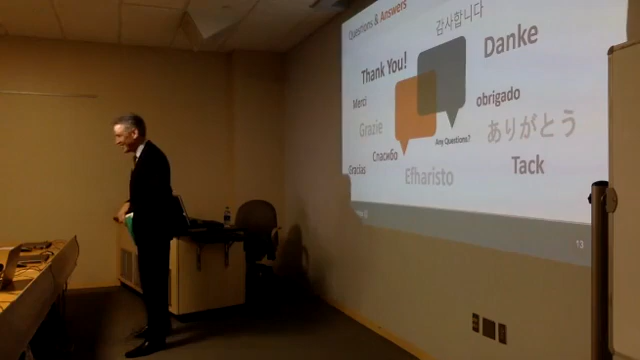 Questions & Answers
감사합니다
Danke
Thank You!
Merci
obrigado
Grazie
ありがとう
Any Questions?
Спасибо
Gracias
Tack
Efharisto
13